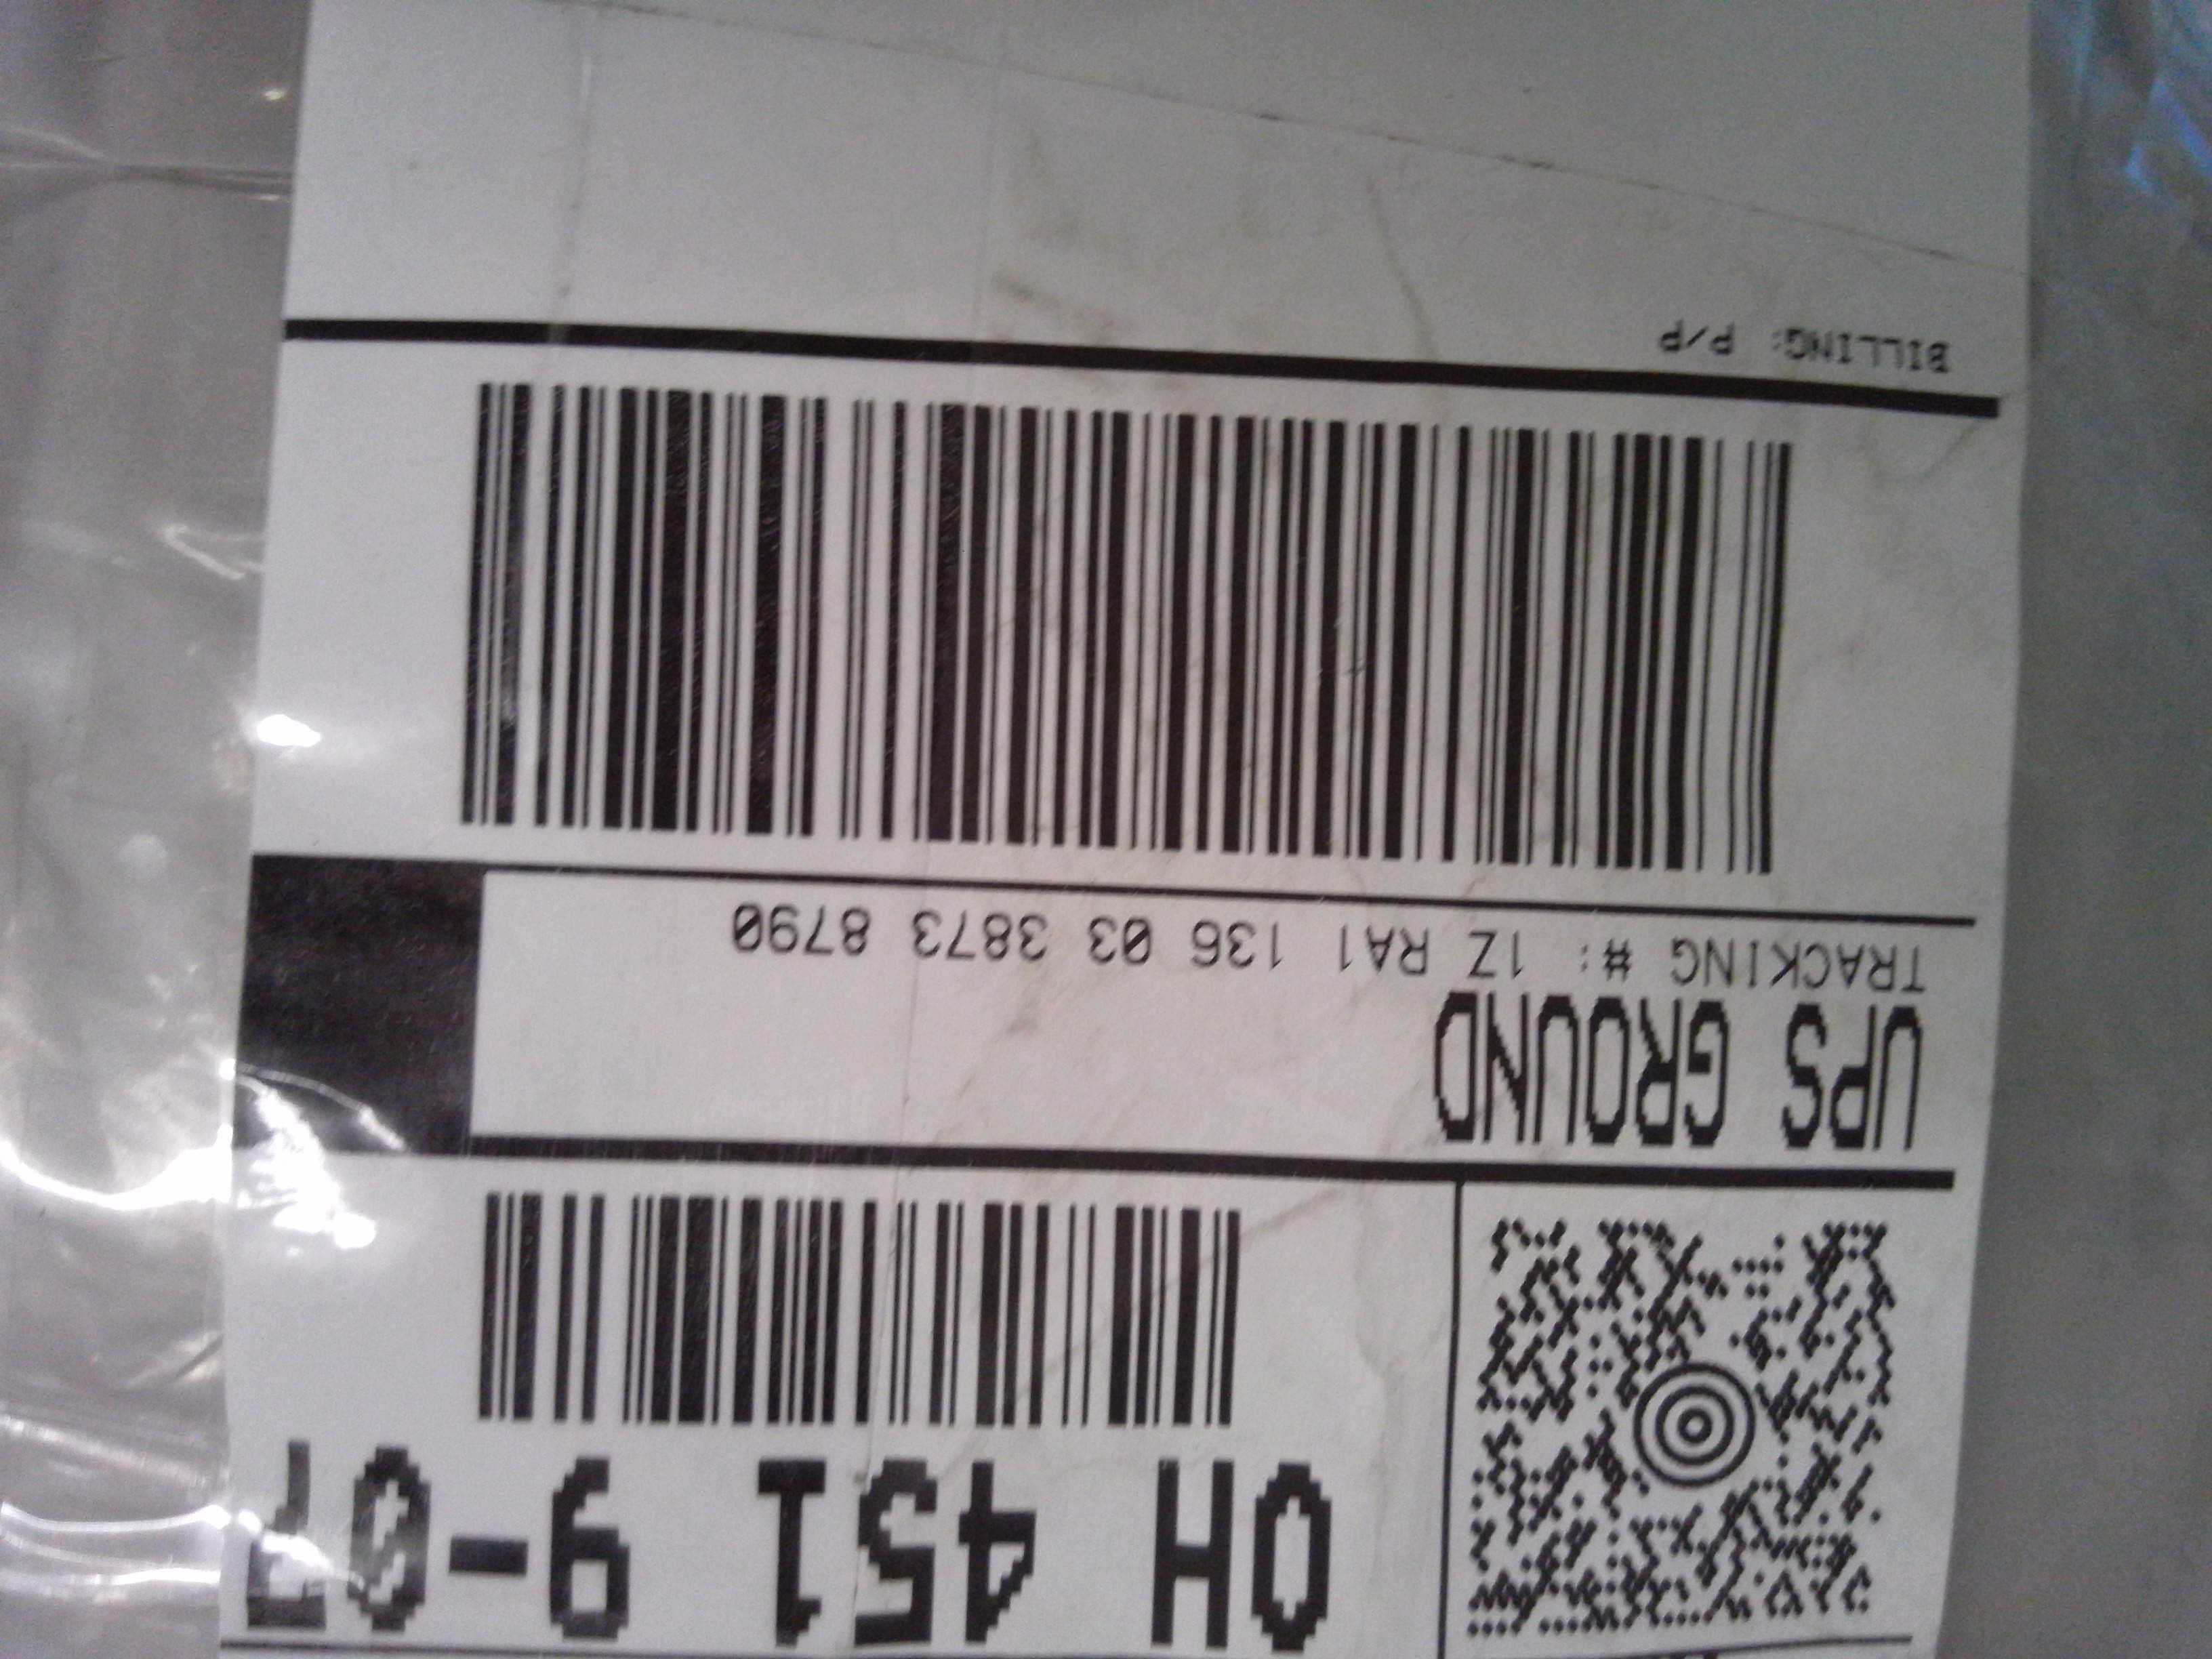 OH 451 9-07
UPS GROUND
TRACKING #: 1Z RA1 136 03 3873 8790
BILLING: P/P